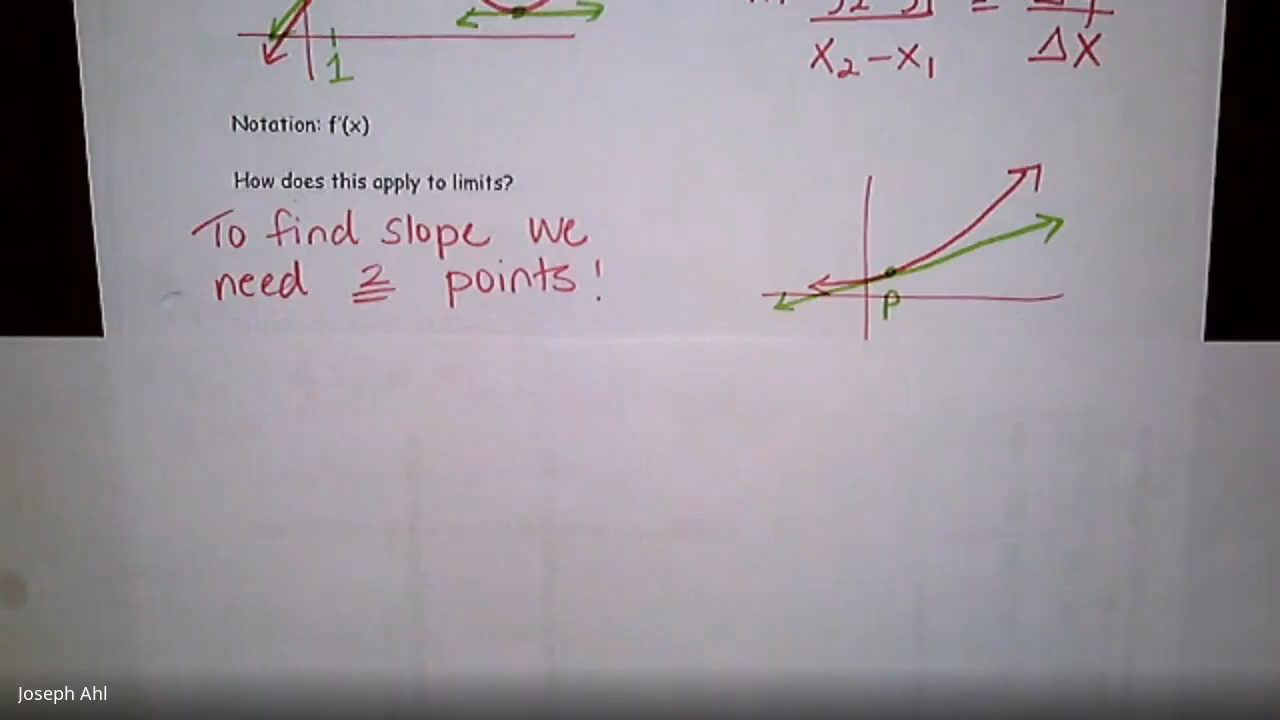 1
x₂-x₁
Δx
Notation: f'(x)
How does this apply to limits?
To find slope we
need 2 points!
P
Joseph Ahl